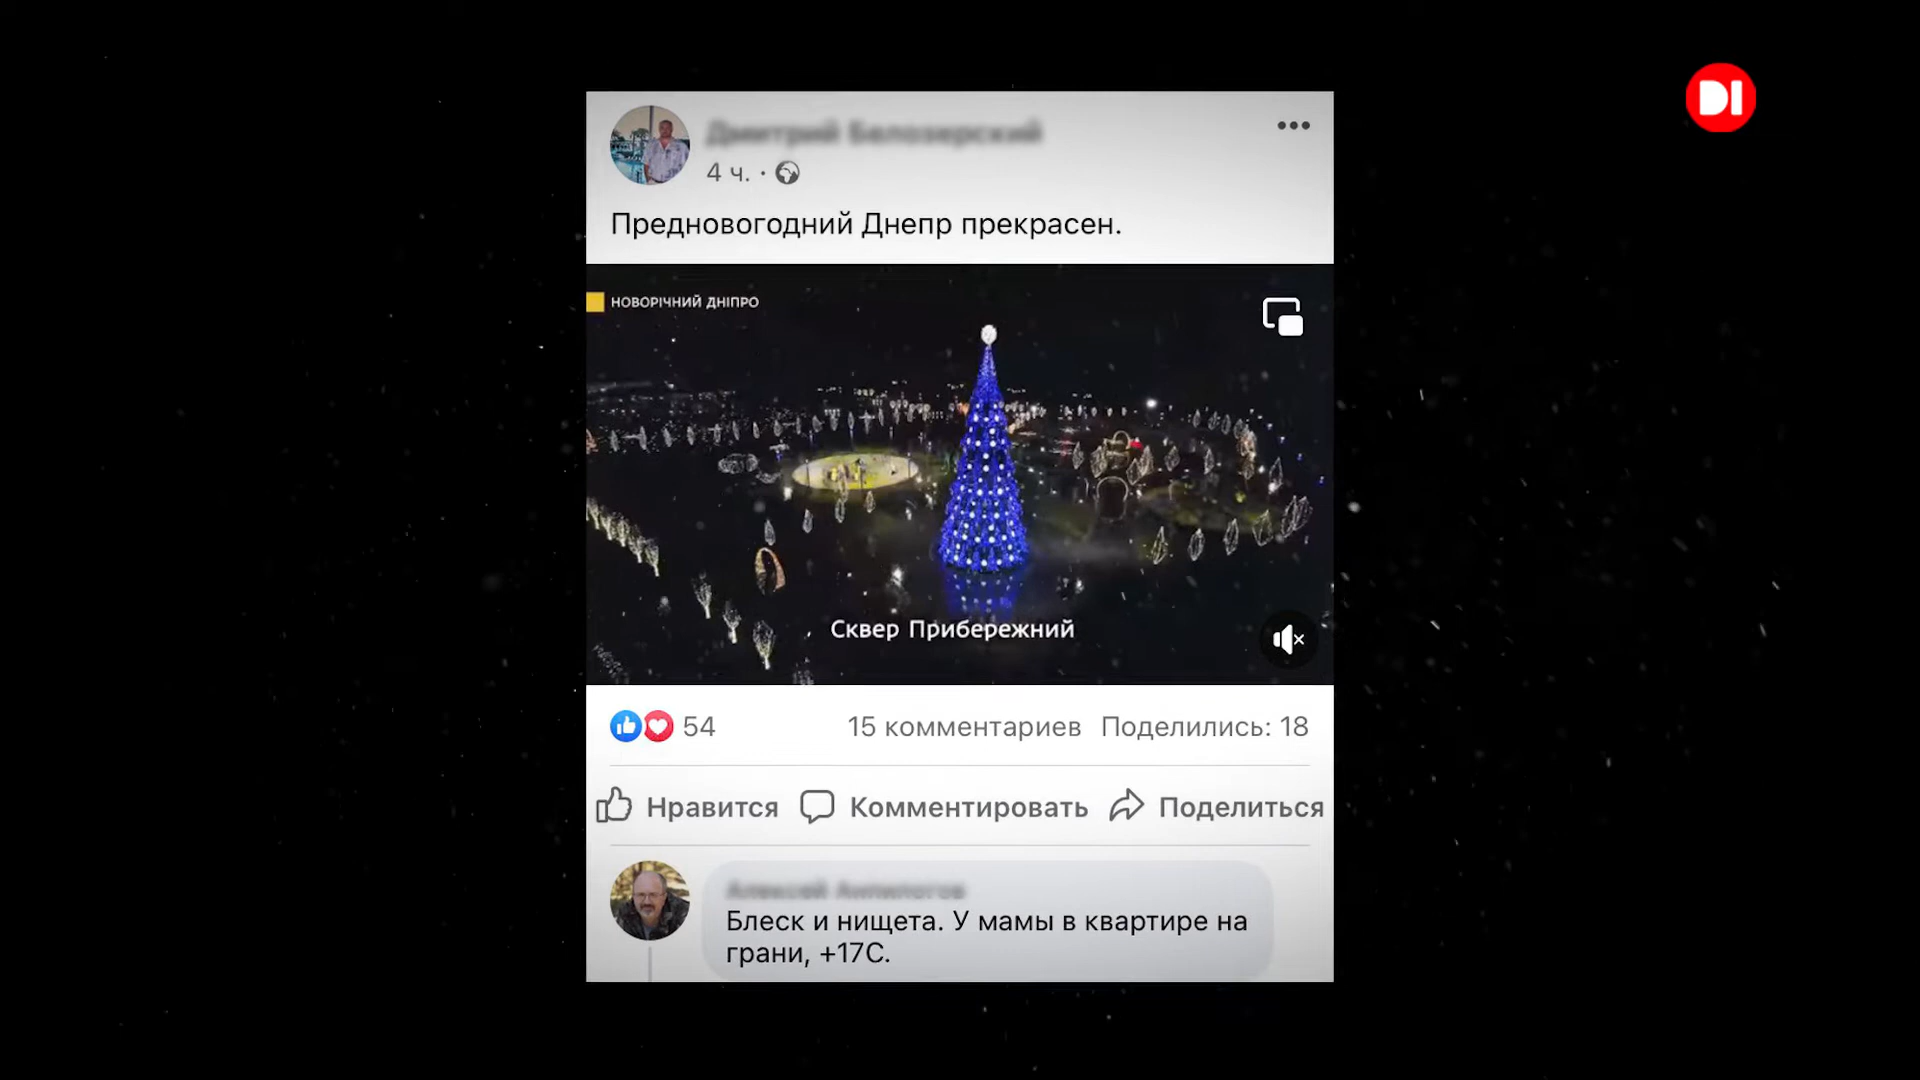 DI
4 ч. ·
Предновогодний Днепр прекрасен.
НОВОРІЧНИЙ ДНІПРО
Сквер Прибережний
54
15 комментариев Поделились: 18
Нравится Комментировать Поделиться
Блеск и нищета. У мамы в квартире на
грани, +17С.